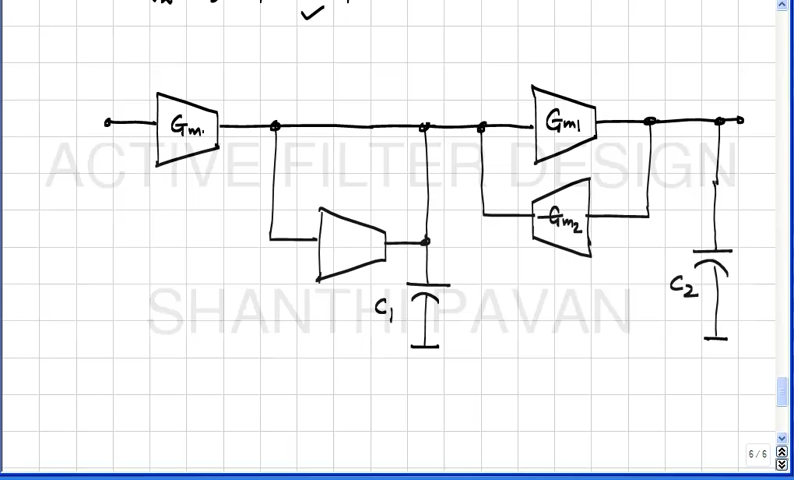 Gm.
Gm1
ACTIVE FILTER DESIGN
-Gm2
C2
SHANTHI PAVAN
C1
6 / 6